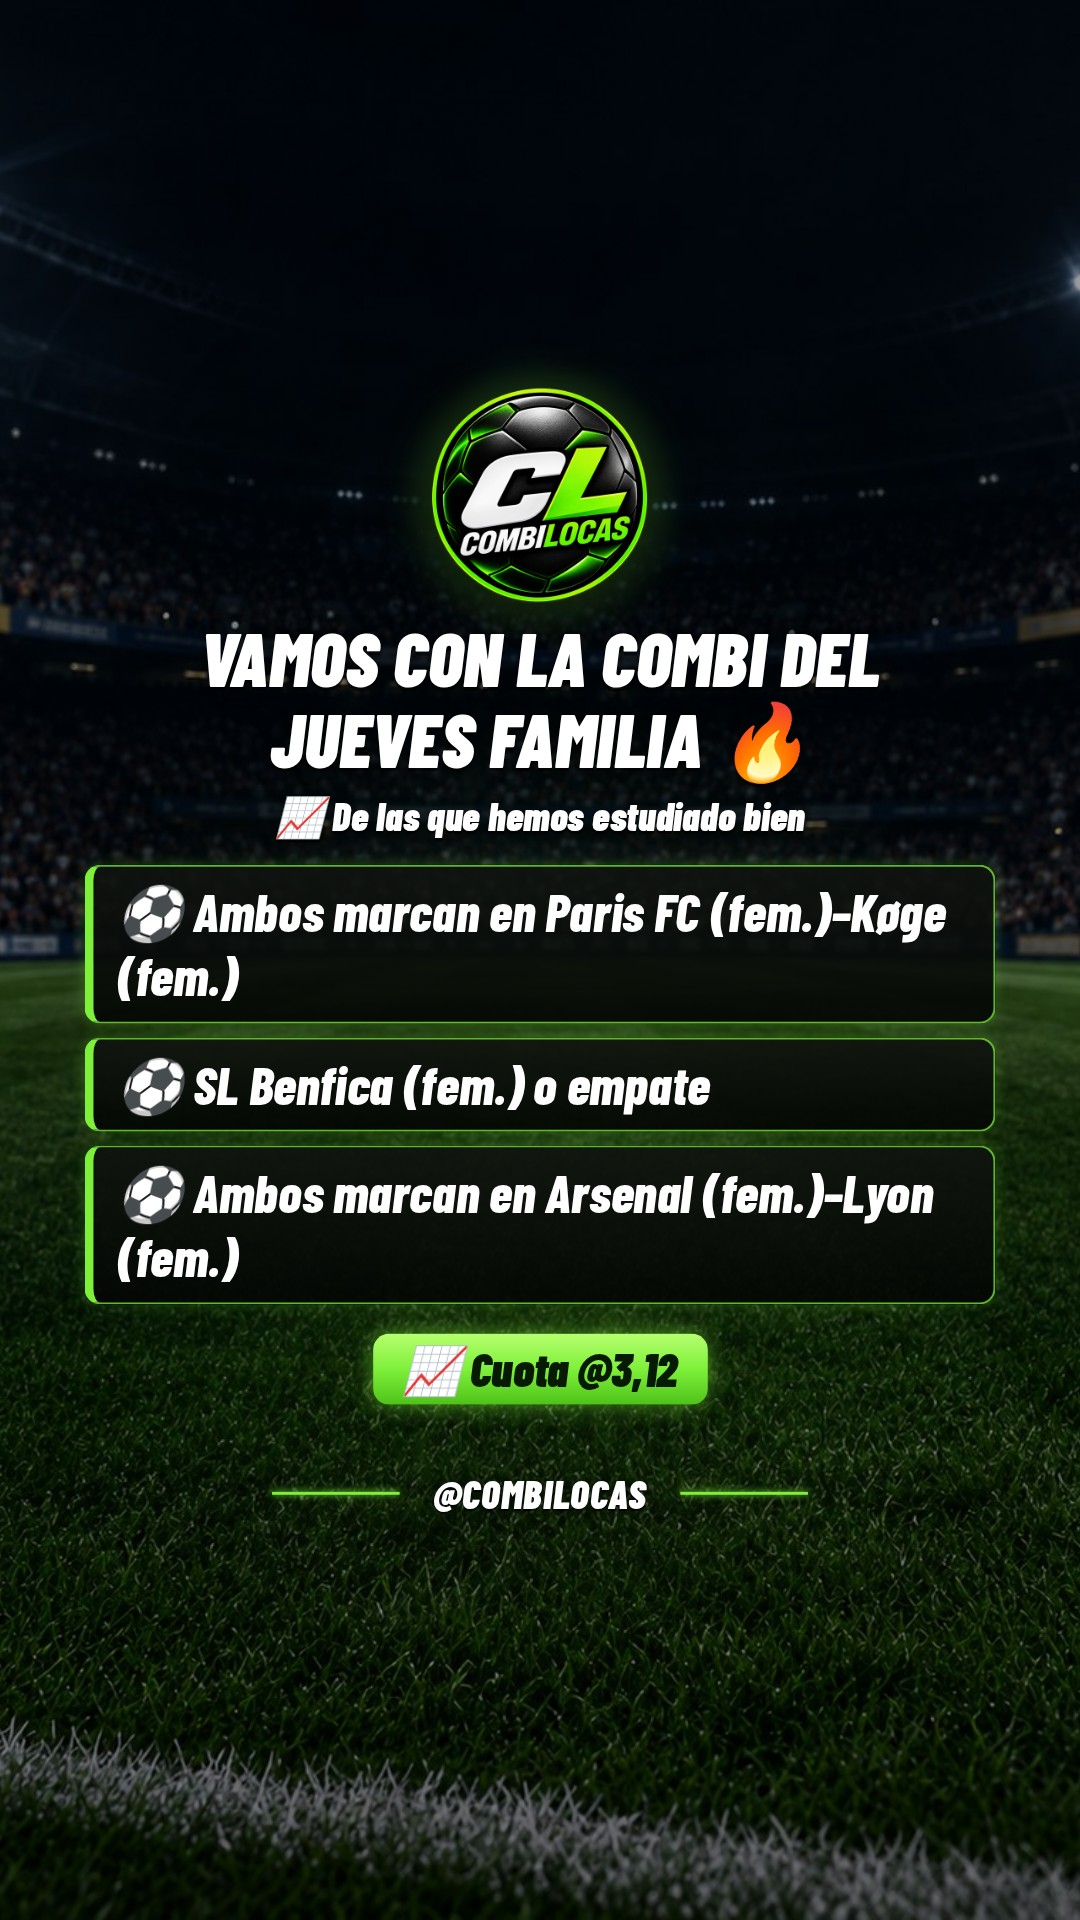 CL
COMBILOCAS
VAMOS CON LA COMBI DEL
JUEVES FAMILIA 🔥
📈 De las que hemos estudiado bien
⚽ Ambos marcan en Paris FC (fem.)–Køge
(fem.)
⚽ SL Benfica (fem.) o empate
⚽ Ambos marcan en Arsenal (fem.)–Lyon
(fem.)
📈 Cuota @3,12
@COMBILOCAS